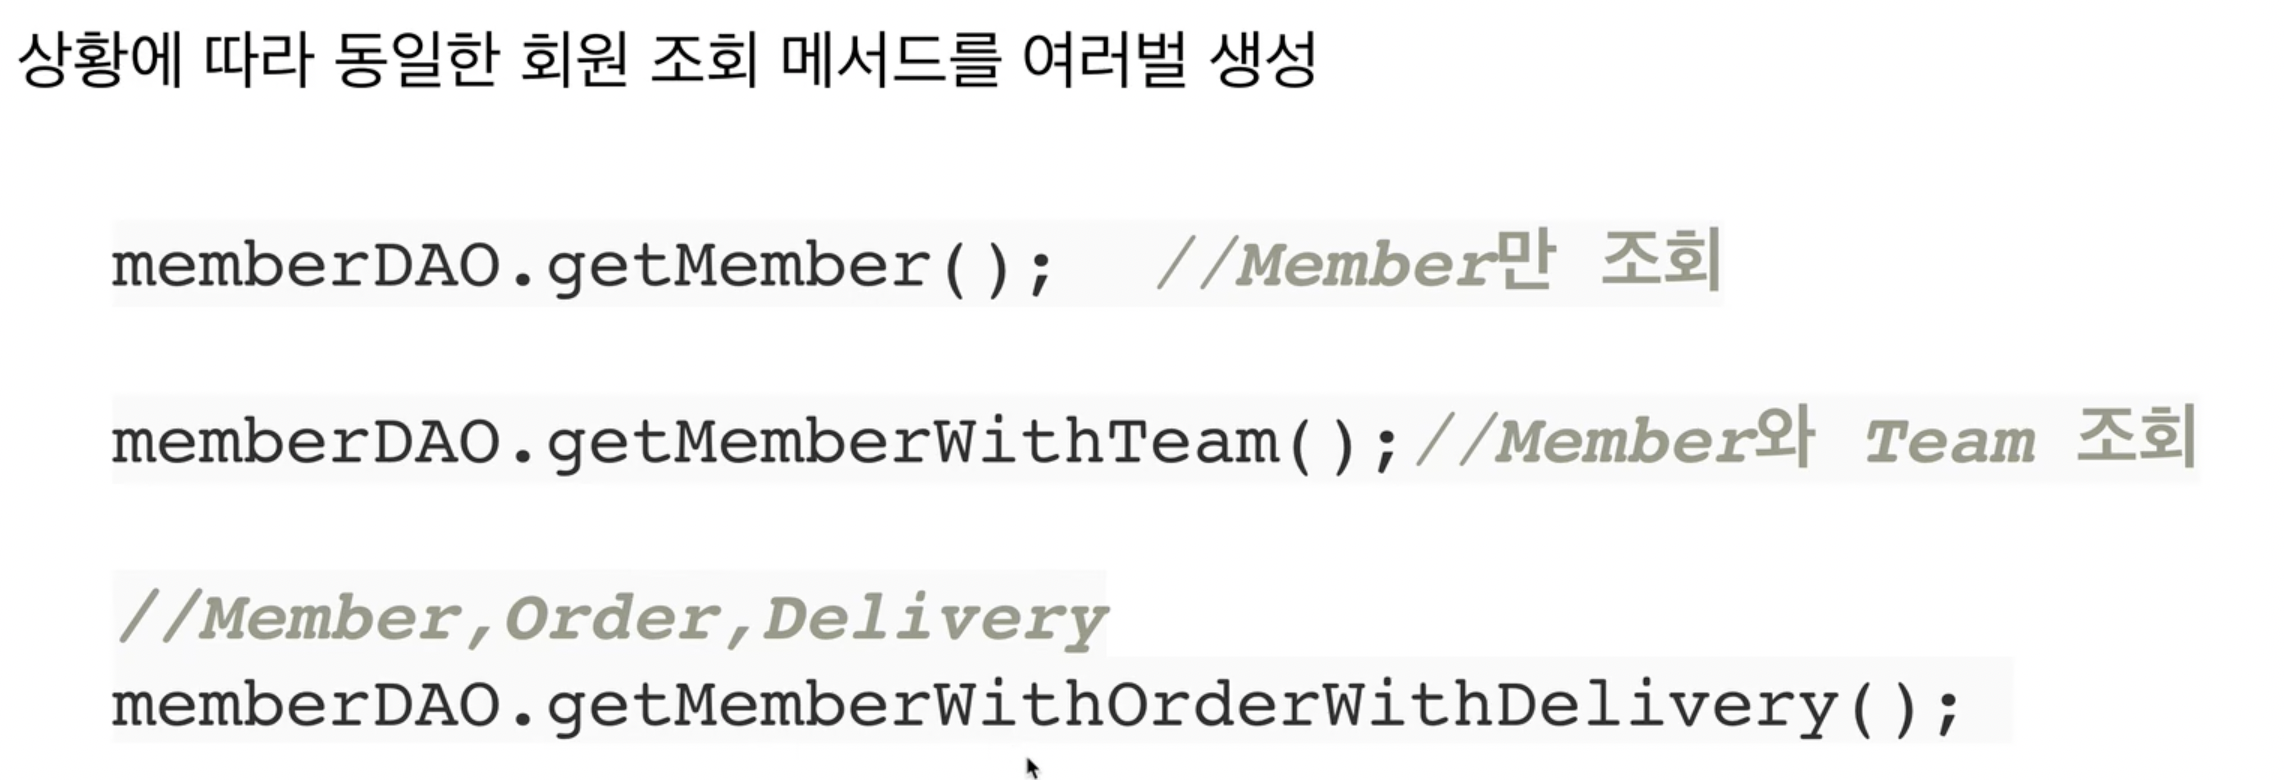 상황에 따라 동일한 회원 조회 메서드를 여러벌 생성
memberDAO.getMember(); //Member만 조회
memberDAO.getMemberWithTeam();//Member와 Team 조회
//Member,Order,Delivery
memberDAO.getMemberWithOrderWithDelivery();